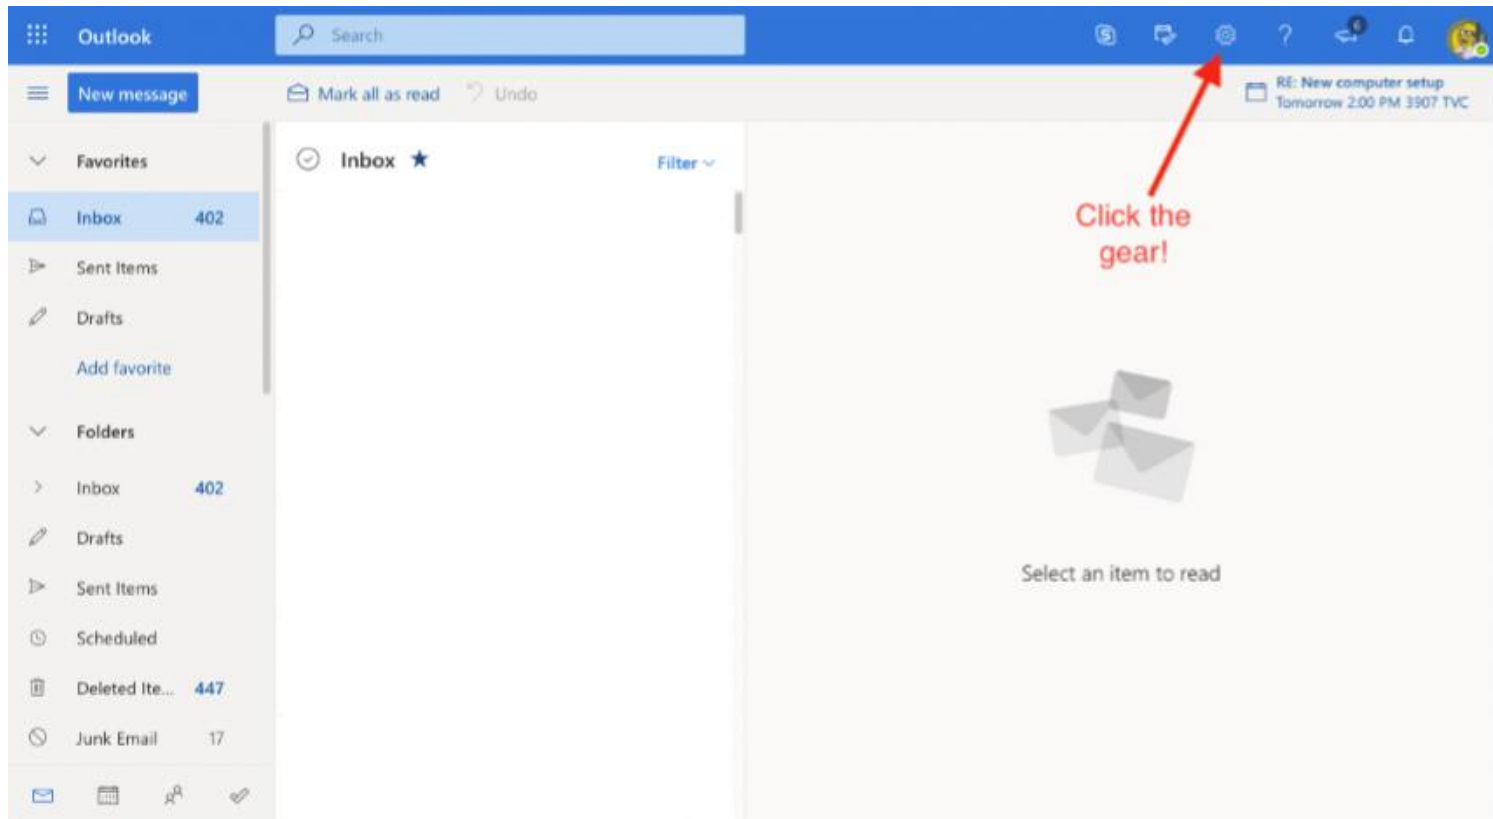 Outlook
Search
6
New message
Mark all as read
Undo
RE: New computer setup
Tomorrow 2:00 PM 3907 TVC
Favorites
Inbox
Filter
Inbox 402
Click the
gear!
Sent Items
Drafts
Add favorite
Folders
Inbox 402
Drafts
Sent Items
Select an item to read
Scheduled
Deleted Ite... 447
Junk Email 17